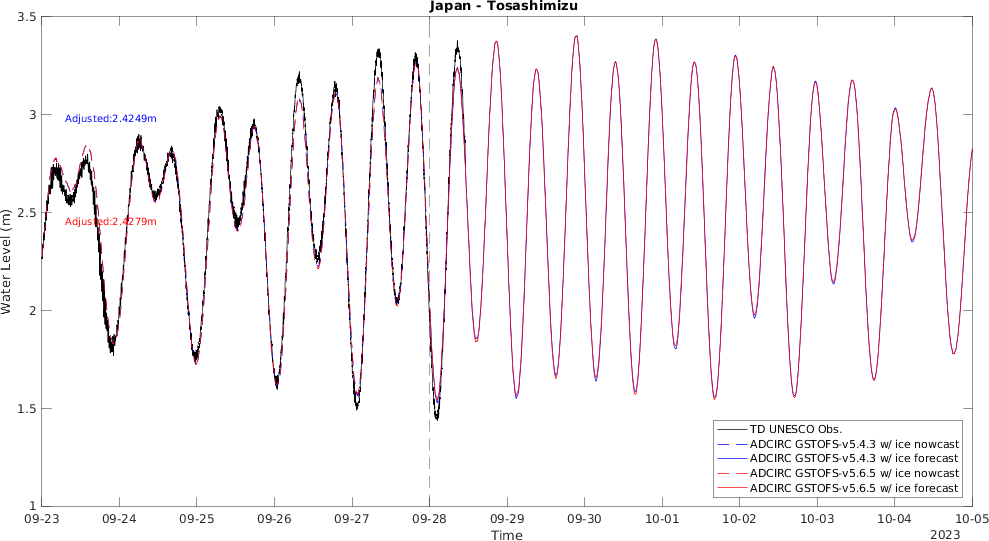 Japan - Tosashimizu
3.5
3
2.5
2
1.5
1
Water Level (m)
Adjusted:2.4249m
Adjusted:2.4279m
TD UNESCO Obs.
ADCIRC GSTOFS-v5.4.3 w/ ice nowcast
ADCIRC GSTOFS-v5.4.3 w/ ice forecast
ADCIRC GSTOFS-v5.6.5 w/ ice nowcast
ADCIRC GSTOFS-v5.6.5 w/ ice forecast
09-23 09-24 09-25 09-26 09-27 09-28 09-29 09-30 10-01 10-02 10-03 10-04 10-05
Time
2023